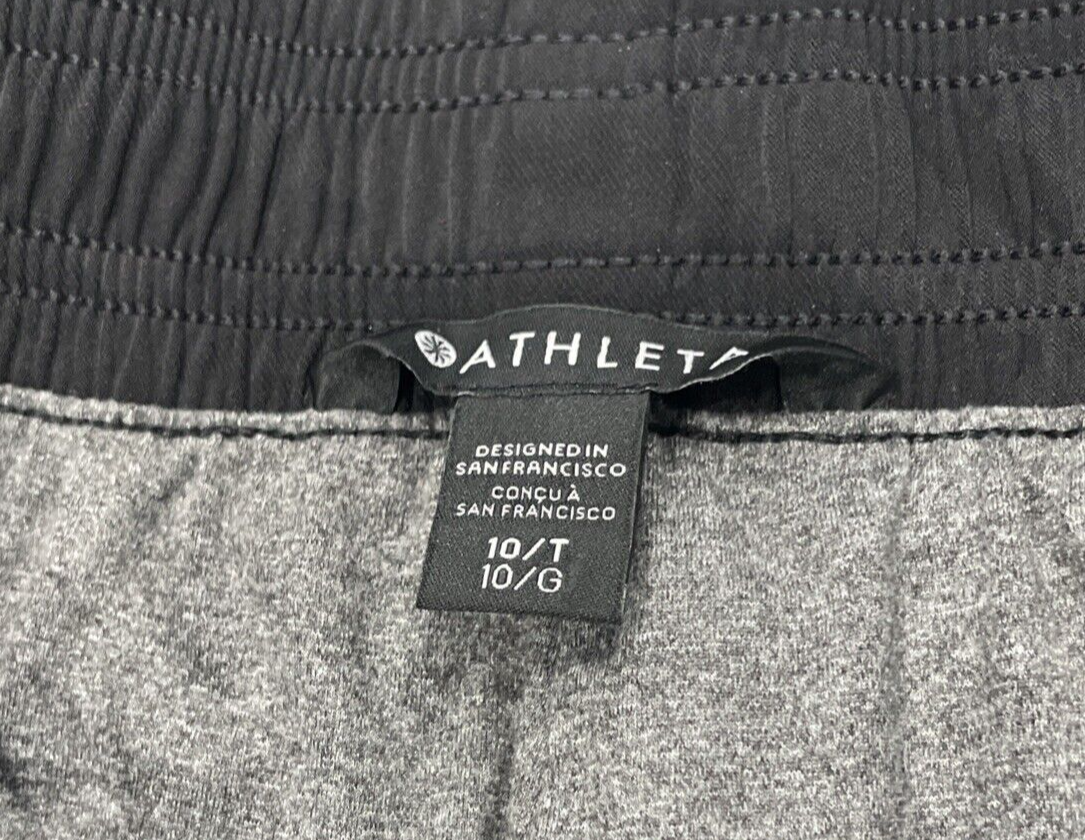 ATHLETA
DESIGNED IN
SAN FRANCISCO
CONÇU À
SAN FRANCISCO
10/T
10/G